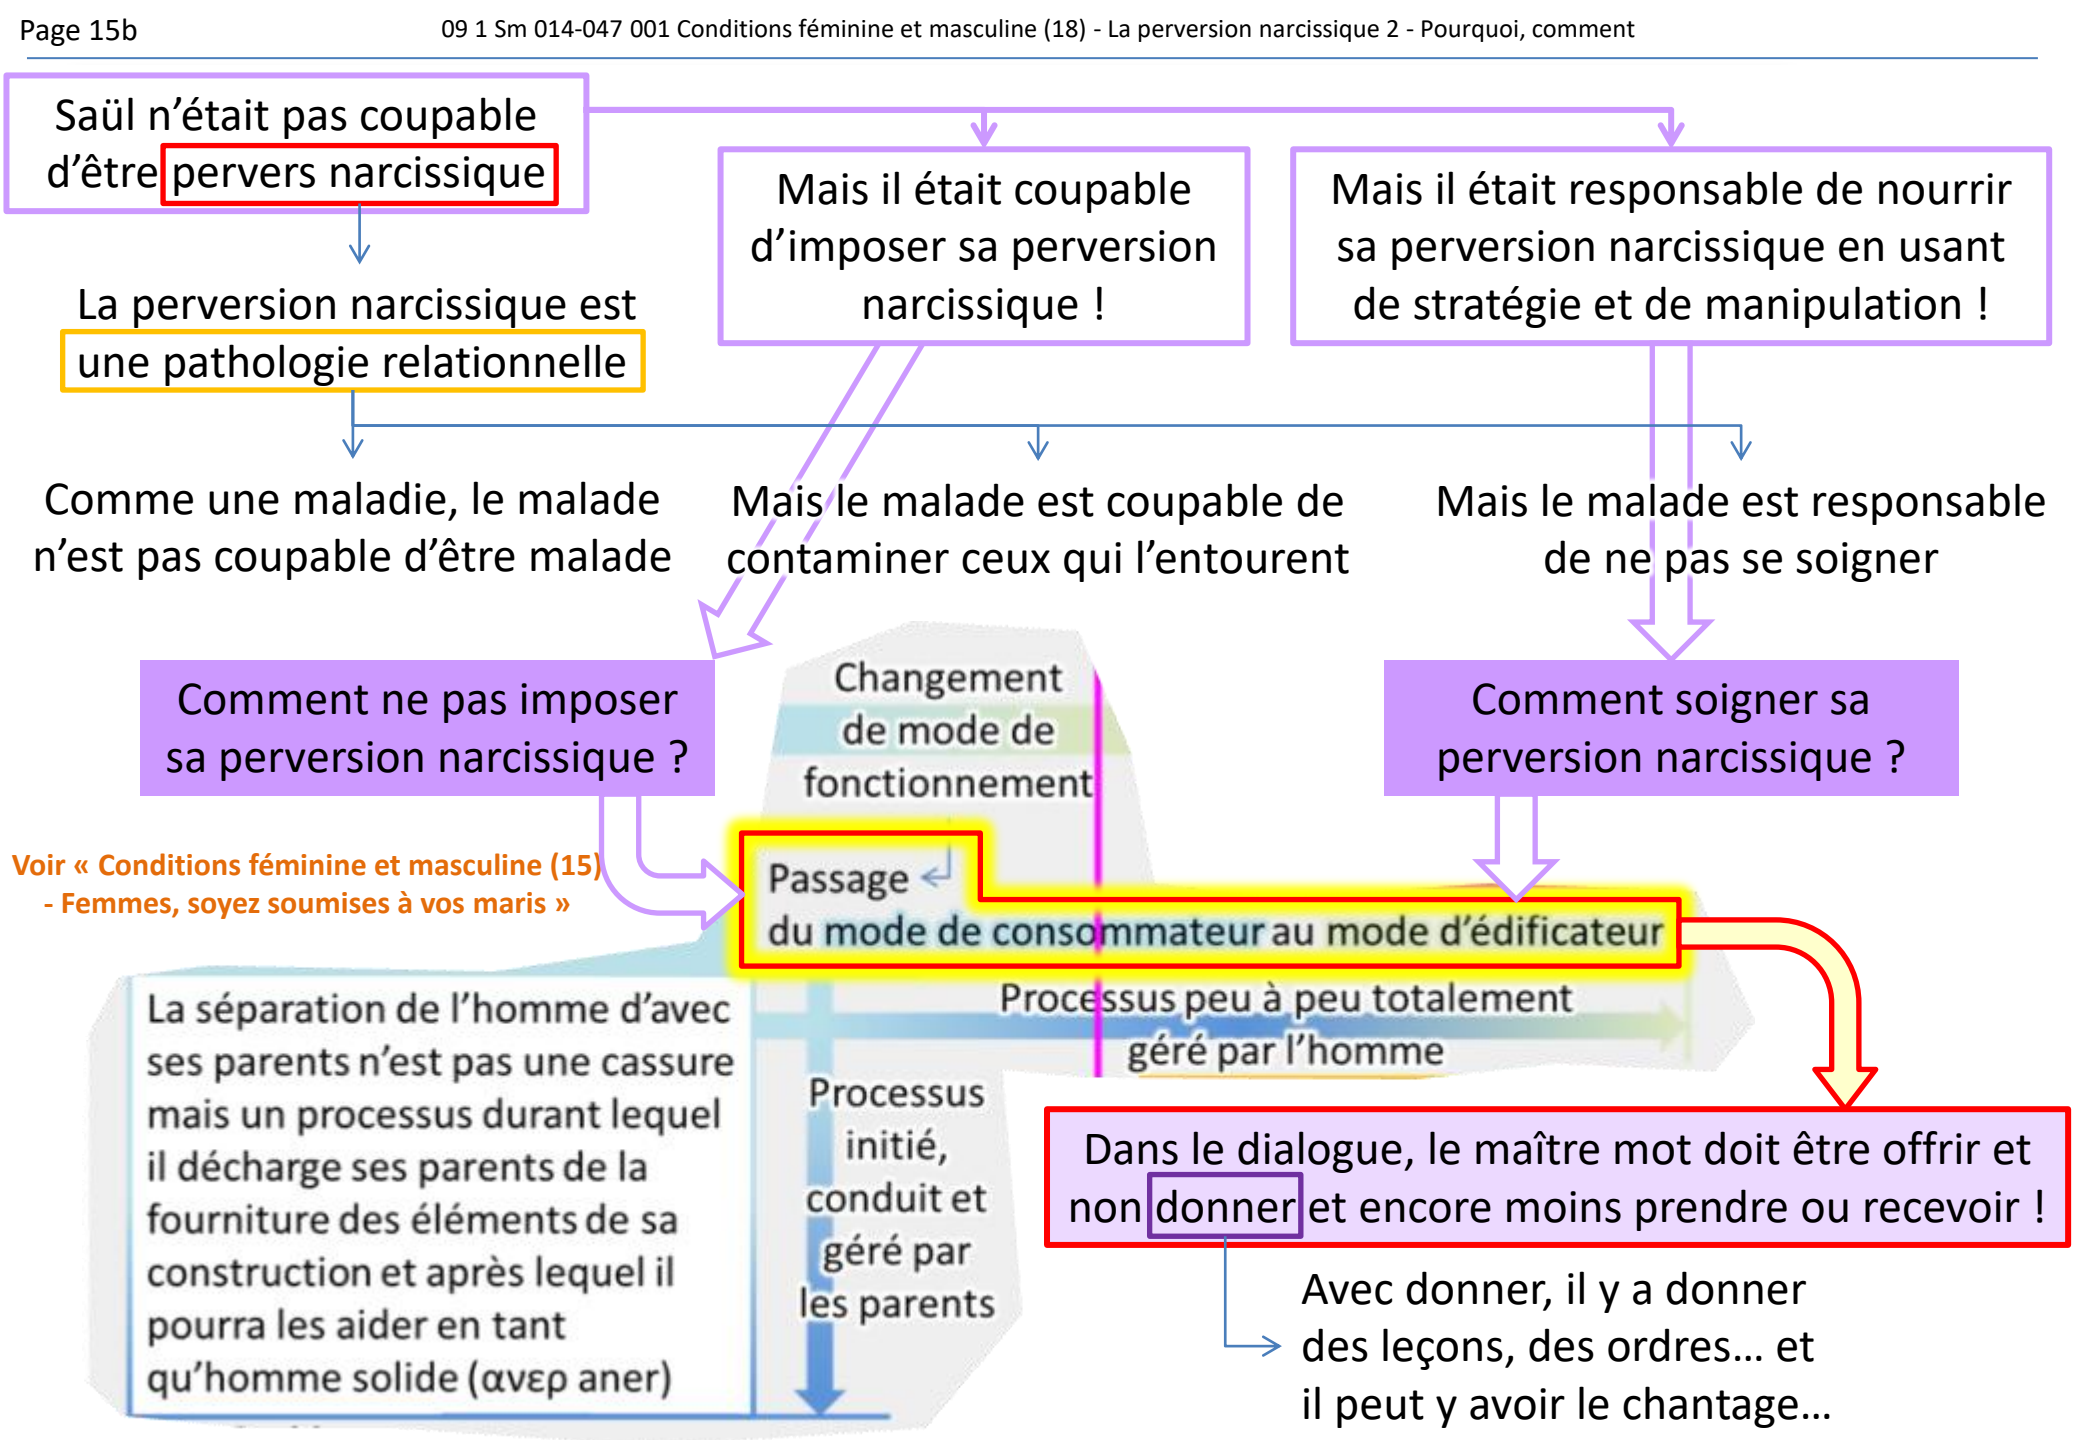 Page 15b
09 1 Sm 014-047 001 Conditions féminine et masculine (18) - La perversion narcissique 2 - Pourquoi, comment
Saül n’était pas coupable
d’être pervers narcissique
Mais il était coupable
d’imposer sa perversion
narcissique !
Mais il était responsable de nourrir
sa perversion narcissique en usant
de stratégie et de manipulation !
La perversion narcissique est
une pathologie relationnelle
Comme une maladie, le malade
n’est pas coupable d’être malade
Mais le malade est coupable de
contaminer ceux qui l’entourent
Mais le malade est responsable
de ne pas se soigner
Comment ne pas imposer
sa perversion narcissique ?
Changement
de mode de
fonctionnement
Comment soigner sa
perversion narcissique ?
Voir « Conditions féminine et masculine (15)
- Femmes, soyez soumises à vos maris »
Passage
du mode de consommateur au mode d’édificateur
La séparation de l’homme d’avec
ses parents n’est pas une cassure
mais un processus durant lequel
il décharge ses parents de la
fourniture des éléments de sa
construction et après lequel il
pourra les aider en tant
qu’homme solide (ανερ aner)
Processus peu à peu totalement
géré par l’homme
Processus
initié,
conduit et
géré par
les parents
Dans le dialogue, le maître mot doit être offrir et
non donner et encore moins prendre ou recevoir !
Avec donner, il y a donner
des leçons, des ordres… et
il peut y avoir le chantage…